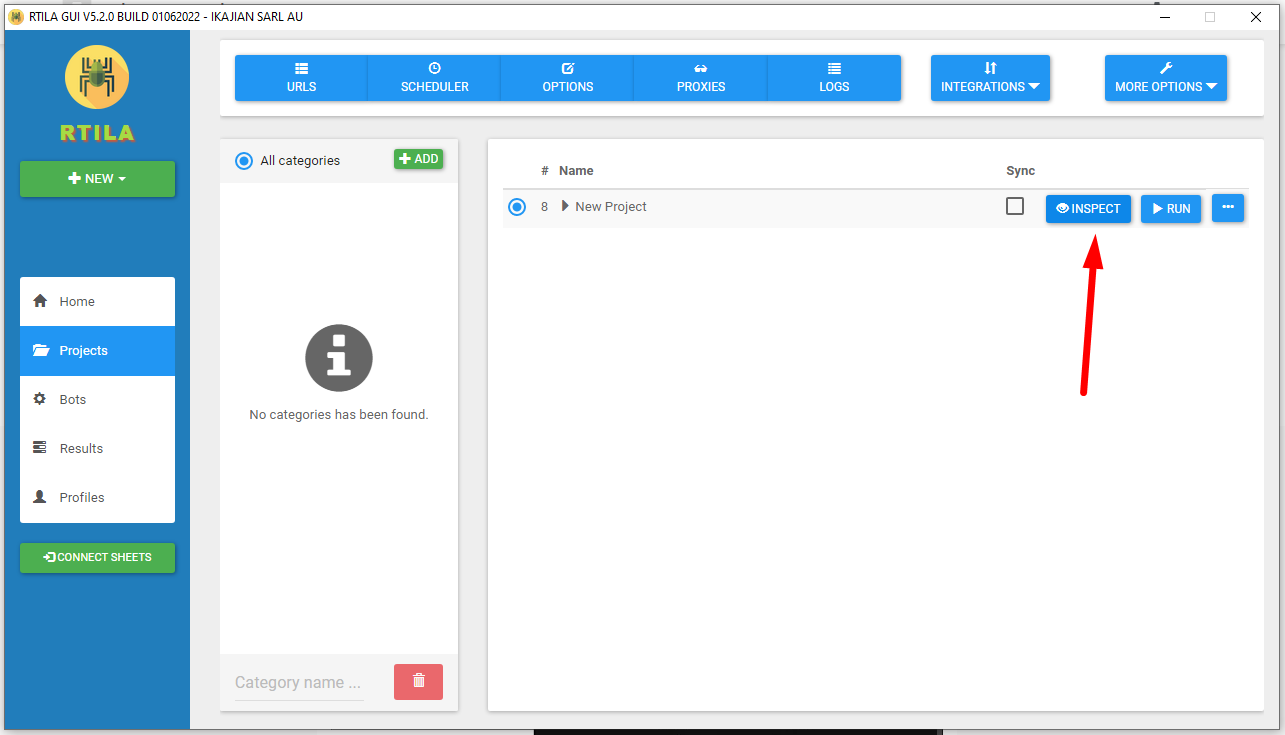 RTILA GUI V5.2.0 BUILD 01062022 - IKAJIAN SARL AU
RTILA
NEW
Home
Projects
Bots
Results
Profiles
CONNECT SHEETS
URLS
SCHEDULER
OPTIONS
PROXIES
LOGS
INTEGRATIONS
MORE OPTIONS
All categories
ADD
No categories has been found.
Category name ...
# Name Sync
8 New Project INSPECT RUN